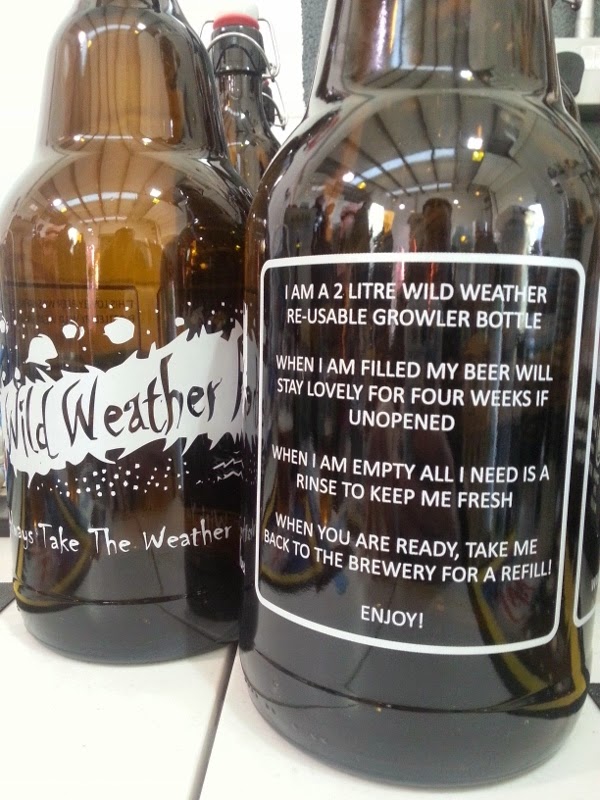 Wild Weather
Take The Weather
I AM A 2 LITRE WILD WEATHER
RE-USABLE GROWLER BOTTLE
WHEN I AM FILLED MY BEER WILL
STAY LOVELY FOR FOUR WEEKS IF
UNOPENED
WHEN I AM EMPTY ALL I NEED IS A
RINSE TO KEEP ME FRESH
WHEN YOU ARE READY, TAKE ME
BACK TO THE BREWERY FOR A REFILL!
ENJOY!